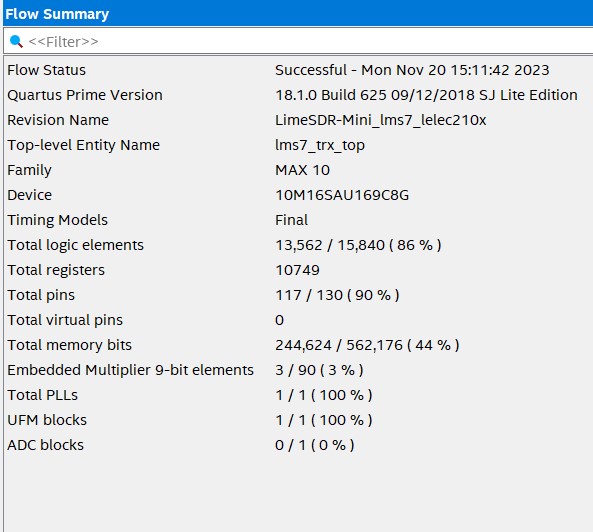 Flow Summary
<<Filter>>
Flow Status Successful - Mon Nov 20 15:11:42 2023
Quartus Prime Version 18.1.0 Build 625 09/12/2018 SJ Lite Edition
Revision Name LimeSDR-Mini_lms7_lelec210x
Top-level Entity Name lms7_trx_top
Family MAX 10
Device 10M16SAU169C8G
Timing Models Final
Total logic elements 13,562 / 15,840 ( 86 % )
Total registers 10749
Total pins 117 / 130 ( 90 % )
Total virtual pins 0
Total memory bits 244,624 / 562,176 ( 44 % )
Embedded Multiplier 9-bit elements 3 / 90 ( 3 % )
Total PLLs 1 / 1 ( 100 % )
UFM blocks 1 / 1 ( 100 % )
ADC blocks 0 / 1 ( 0 % )